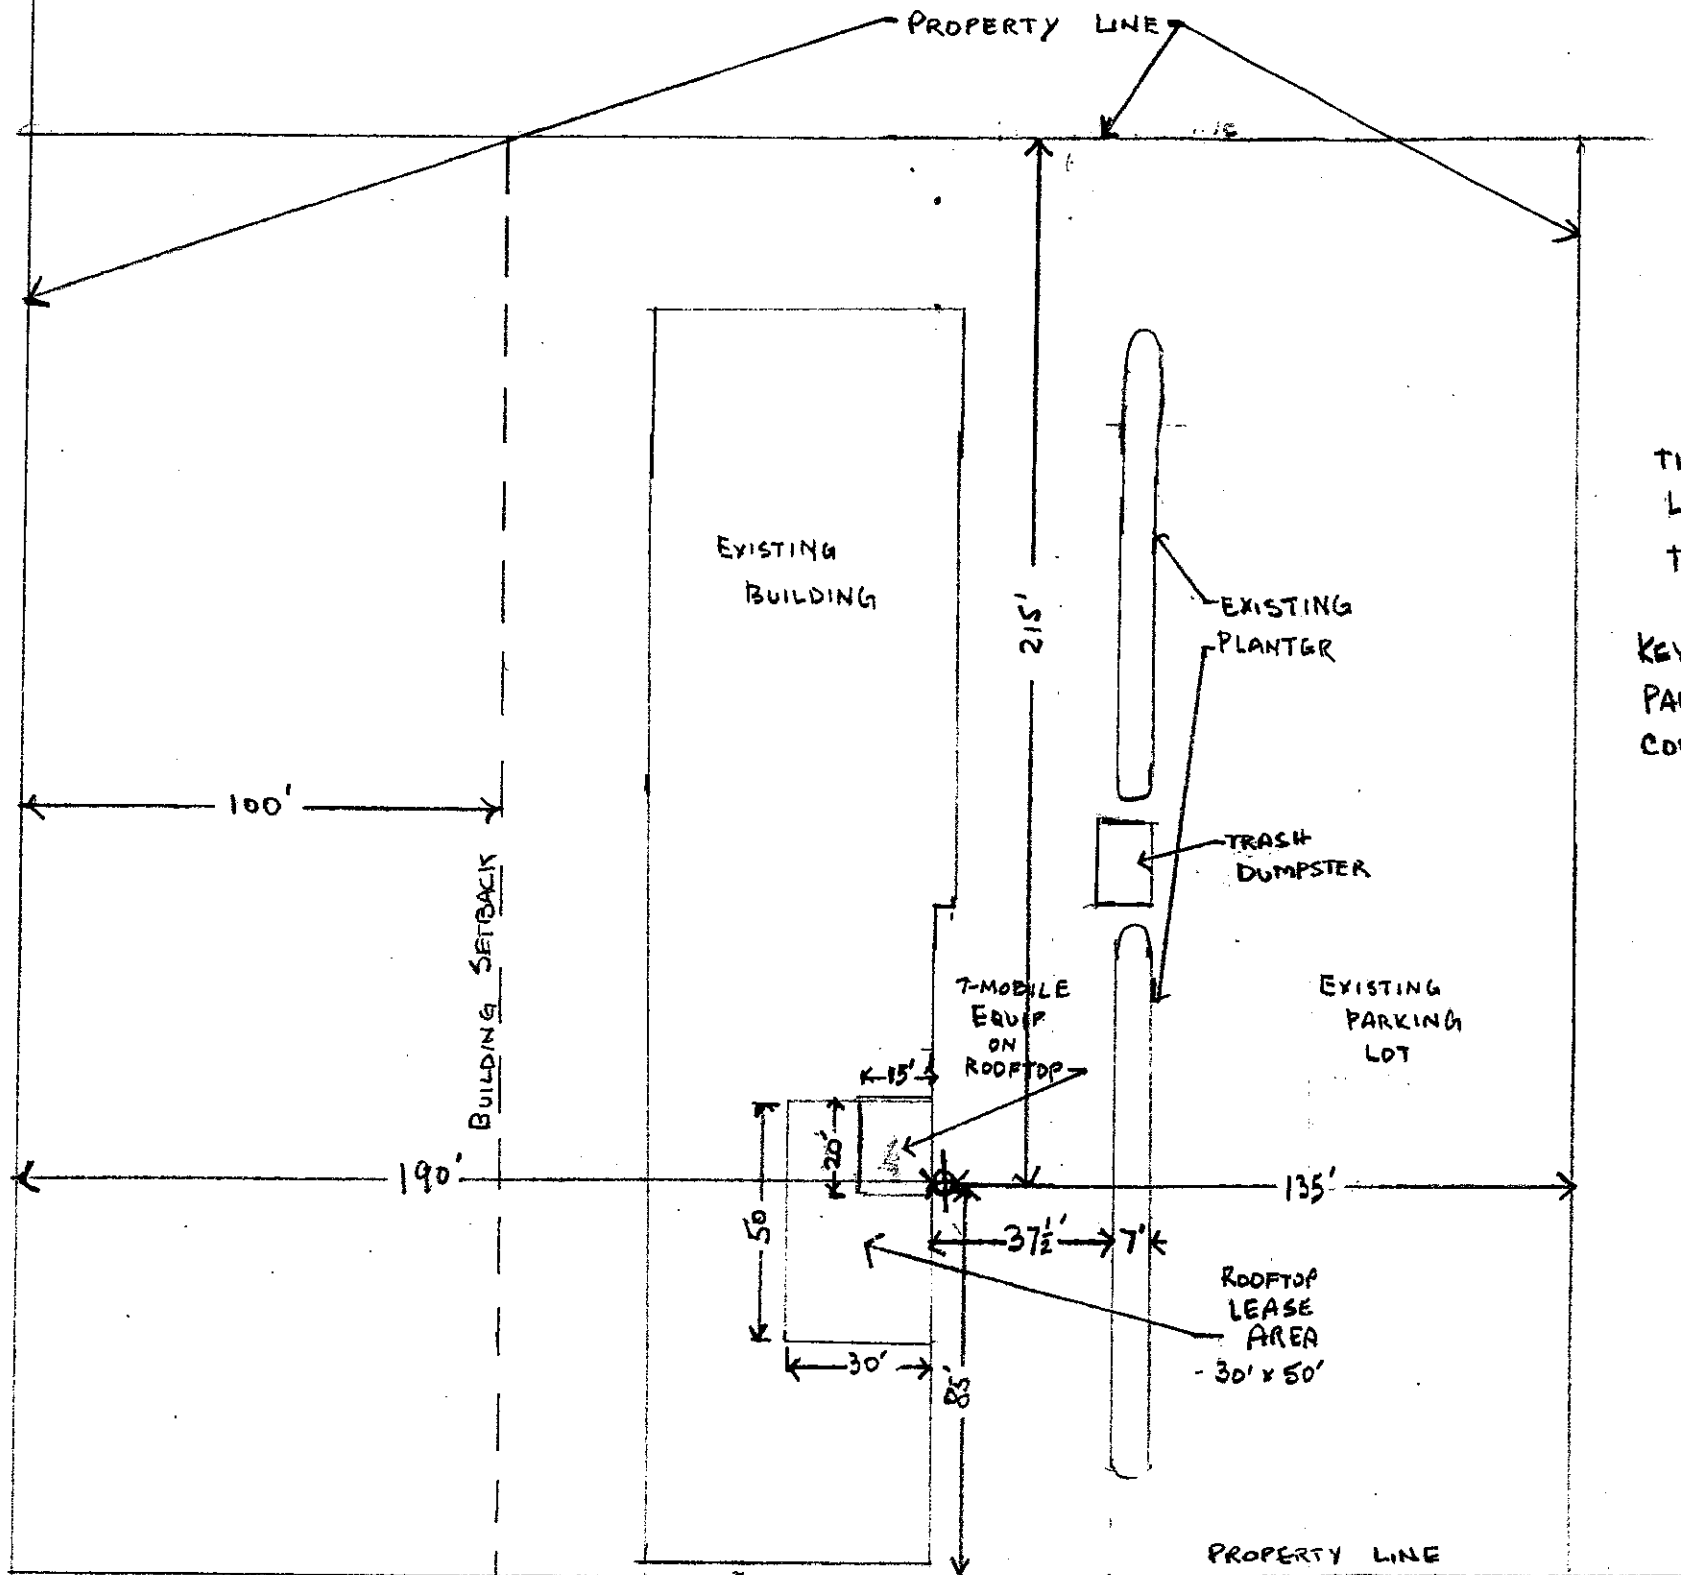 PROPERTY LINE
EXISTING
BUILDING
215'
EXISTING
PLANTER
KEY
100'
TRASH
DUMPSTER
BUILDING SETBACK
T-MOBILE
EQUIP
ON
ROOFTOP
EXISTING
PARKING
LOT
15'
20'
190'
135'
50
37½'
7'
ROOFTOP
LEASE
AREA
- 30' x 50'
30'
85'
PROPERTY LINE